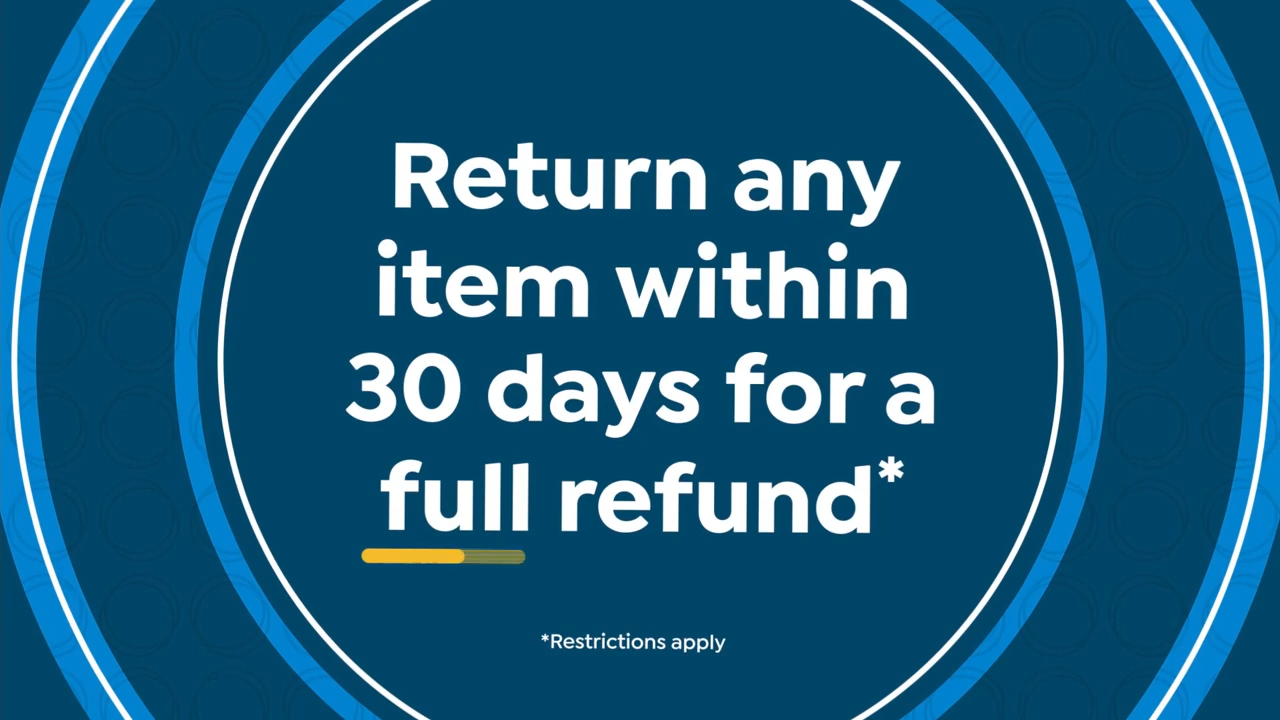 Return any
item within
30 days for a
full refund*
*Restrictions apply